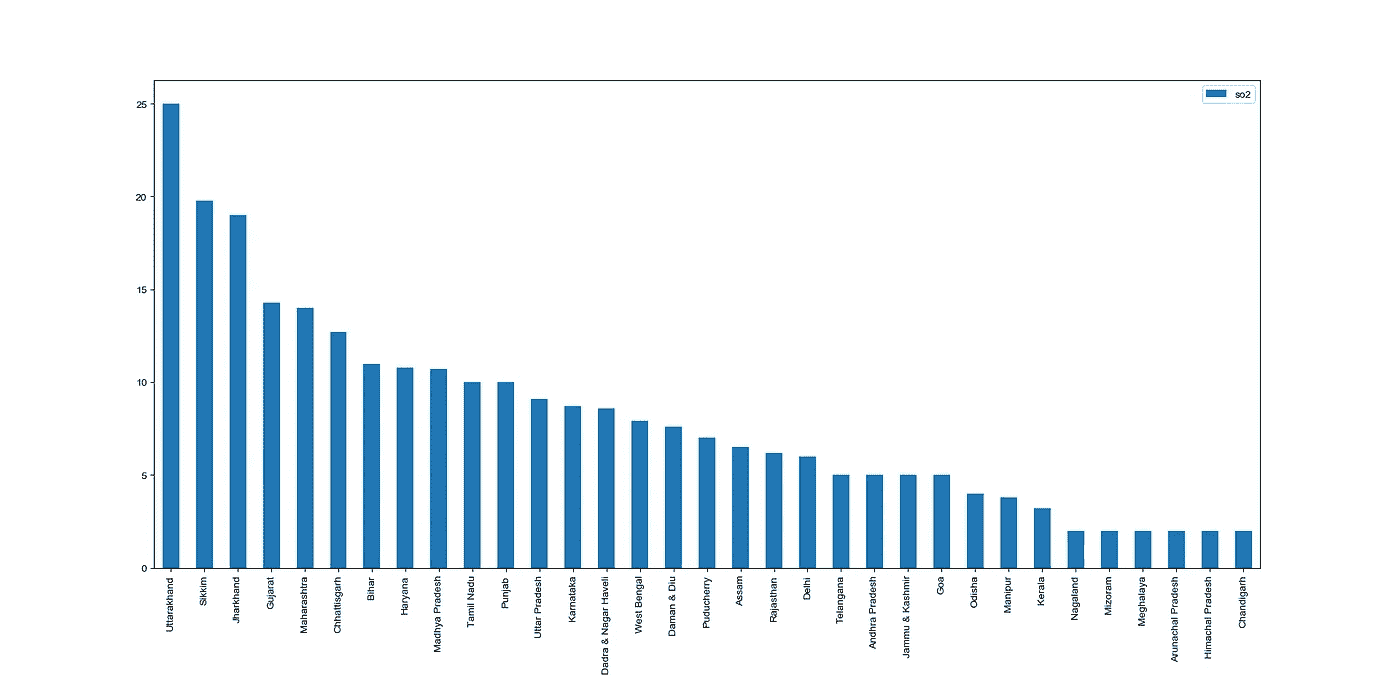 so2
25
20
15
10
5
0
Uttarakhand
Sikkim
Jharkhand
Gujarat
Maharashtra
Chhattisgarh
Bihar
Haryana
Madhya Pradesh
Tamil Nadu
Punjab
Uttar Pradesh
Karnataka
Dadra & Nagar Haveli
West Bengal
Daman & Diu
Puducherry
Assam
Rajasthan
Delhi
Telangana
Andhra Pradesh
Jammu & Kashmir
Goa
Odisha
Manipur
Kerala
Nagaland
Mizoram
Meghalaya
Arunachal Pradesh
Himachal Pradesh
Chandigarh